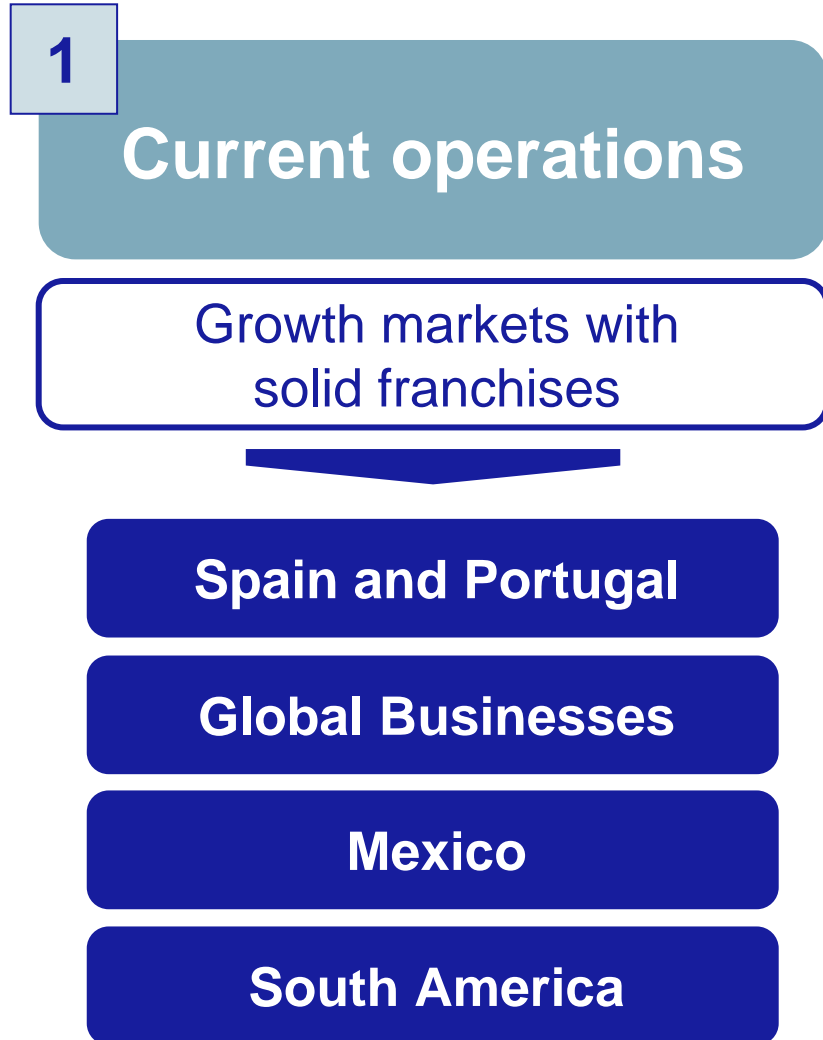 1
Current operations
Growth markets with
solid franchises
Spain and Portugal
Global Businesses
Mexico
South America